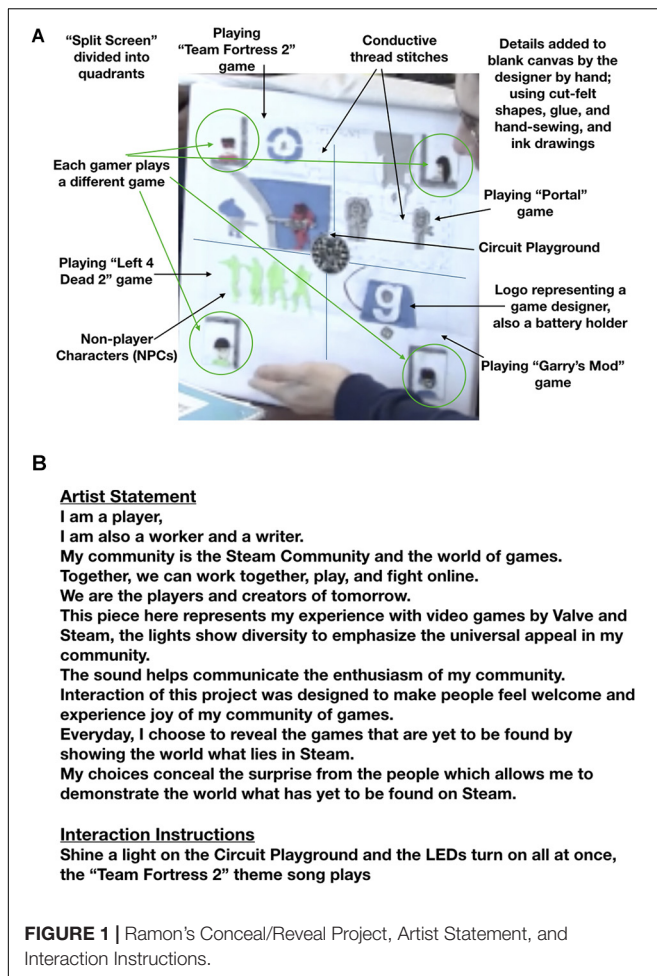 A
"Split Screen"
divided into
quadrants
Playing
"Team Fortress 2"
game
Conductive
thread stitches
Details added to
blank canvas by the
designer by hand;
using cut-felt
shapes, glue, and
hand-sewing, and
ink drawings
Each gamer plays
a different game
Playing "Portal"
game
Circuit Playground
Playing "Left 4
Dead 2" game
g
Logo representing a
game designer,
also a battery holder
Non-player
Characters (NPCs)
Playing "Garry's Mod"
game
B
Artist Statement
I am a player,
I am also a worker and a writer.
My community is the Steam Community and the world of games.
Together, we can work together, play, and fight online.
We are the players and creators of tomorrow.
This piece here represents my experience with video games by Valve and
Steam, the lights show diversity to emphasize the universal appeal in my
community.
The sound helps communicate the enthusiasm of my community.
Interaction of this project was designed to make people feel welcome and
experience joy of my community of games.
Everyday, I choose to reveal the games that are yet to be found by
showing the world what lies in Steam.
My choices conceal the surprise from the people which allows me to
demonstrate the world what has yet to be found on Steam.
Interaction Instructions
Shine a light on the Circuit Playground and the LEDs turn on all at once,
the "Team Fortress 2" theme song plays
FIGURE 1 | Ramon's Conceal/Reveal Project, Artist Statement, and
Interaction Instructions.